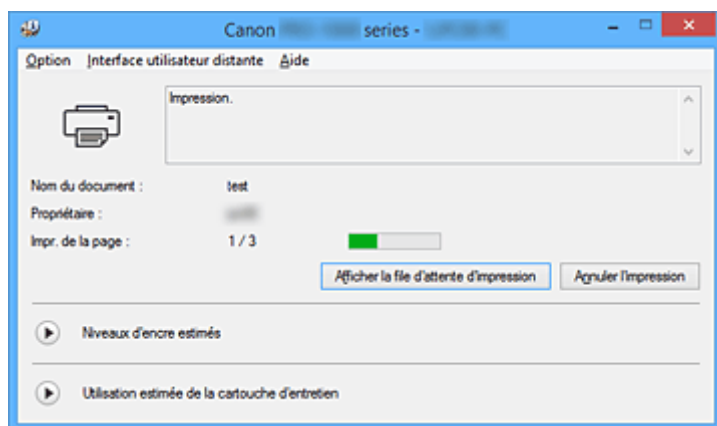 Canon series -
Option Interface utilisateur distante Aide
Impression.
Nom du document : test
Propriétaire :
Impr. de la page : 1 / 3
Afficher la file d'attente d'impression Annuler l'impression
Niveaux d'encre estimés
Utilisation estimée de la cartouche d'entretien